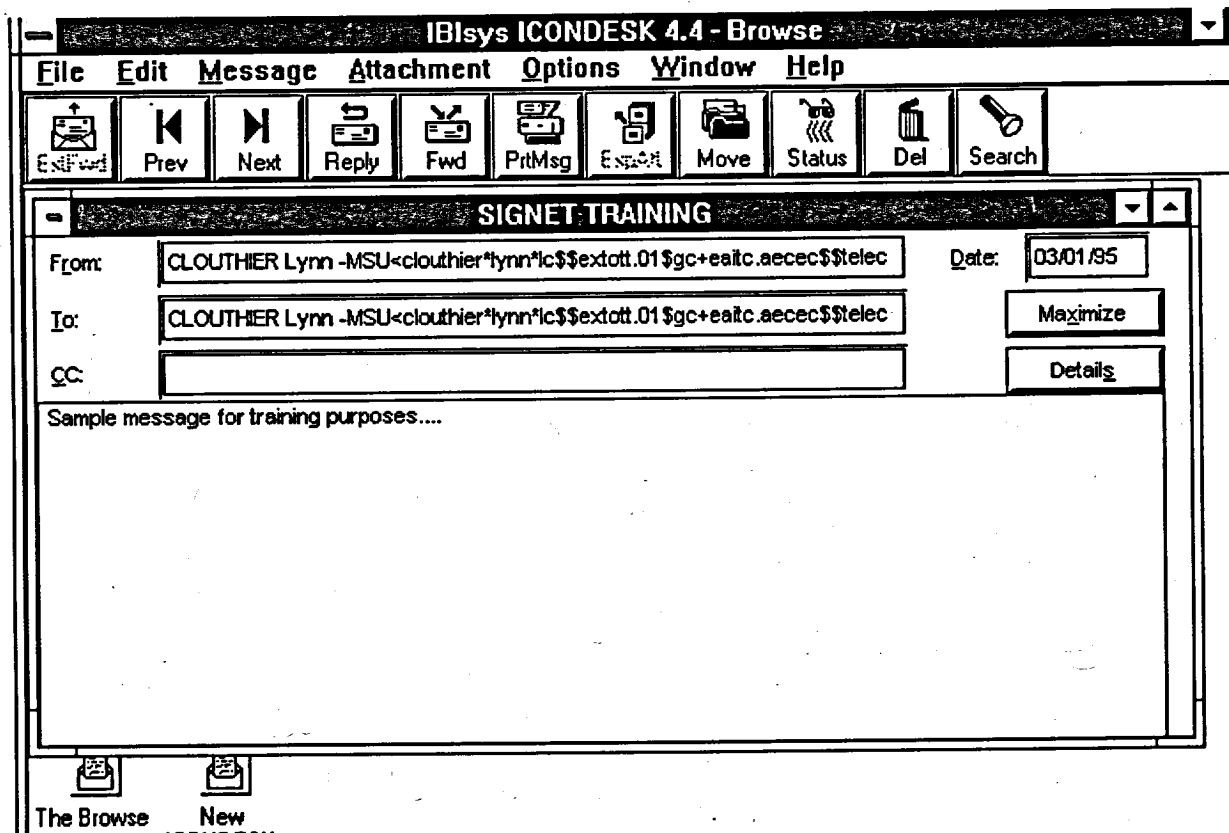 IBIsys ICONDESK 4.4 - Browse
File Edit Message Attachment Options Window Help
ExtFwd Prev Next Reply Fwd PrtMsg ExpAtt Move Status Del Search
SIGNET TRAINING
From: CLOUTHIER Lynn -MSU<clouthier*lynn*lc$$extott.01$gc+eaitc.aecec$$telec Date: 03/01/95
To: CLOUTHIER Lynn -MSU<clouthier*lynn*lc$$extott.01$gc+eaitc.aecec$$telec Maximize
CC: Details
Sample message for training purposes....
The Browse New